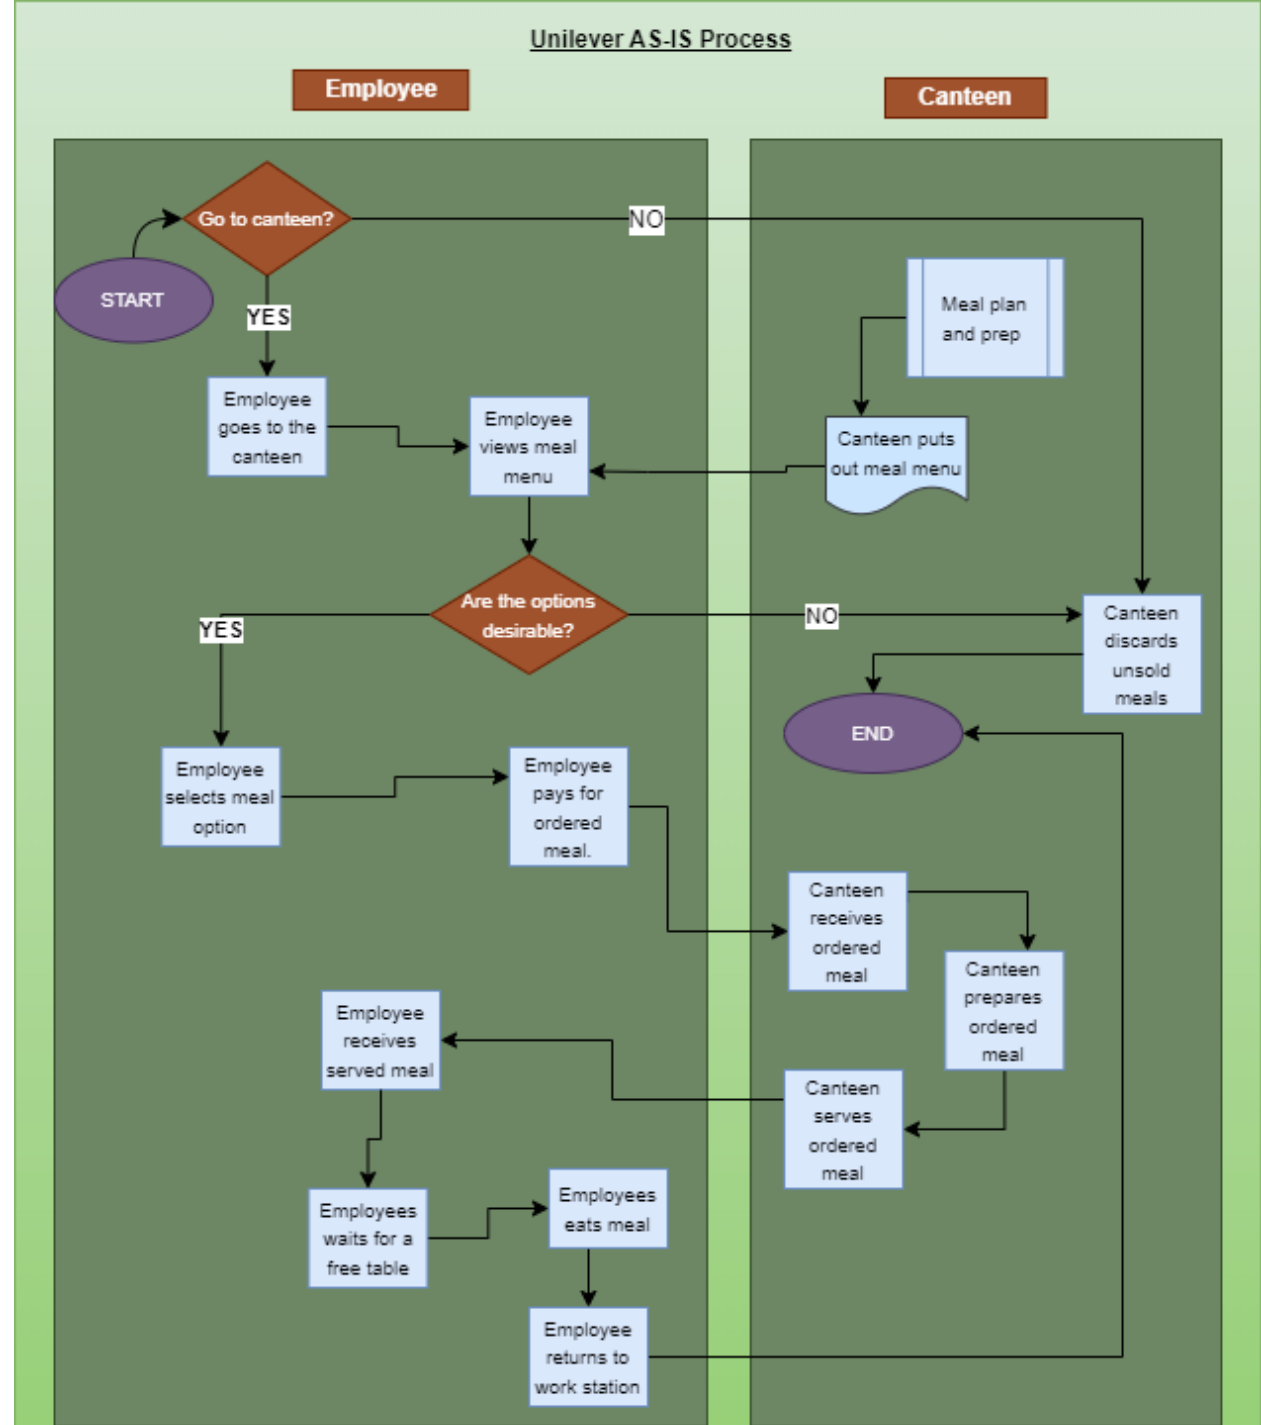 Unilever AS-IS Process
Employee
Canteen
Go to canteen?
NO
START
YES
Meal plan
and prep
Employee
goes to the
canteen
Employee
views meal
menu
Canteen puts
out meal menu
Are the options
desirable?
YES
NO
Canteen
discards
unsold
meals
END
Employee
selects meal
option
Employee
pays for
ordered
meal.
Canteen
receives
ordered
meal
Canteen
prepares
ordered
meal
Canteen
serves
ordered
meal
Employee
receives
served meal
Employees
waits for a
free table
Employees
eats meal
Employee
returns to
work station